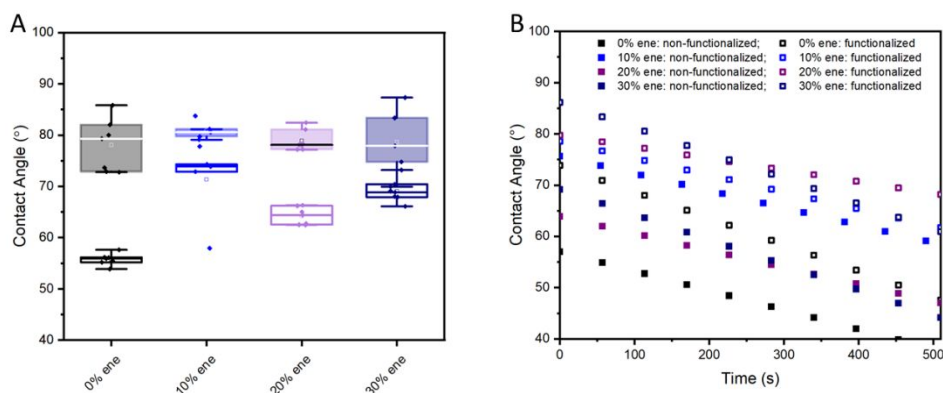 A
Contact Angle (°)
100
90
80
70
60
50
40
0% ene
10% ene
20% ene
30% ene
B
Contact Angle (°)
100
90
80
70
60
50
40
0% ene: non-functionalized; 0% ene: functionalized
10% ene: non-functionalized; 10% ene: functionalized
20% ene: non-functionalized; 20% ene: functionalized
30% ene: non-functionalized; 30% ene: functionalized
0 100 200 300 400 500
Time (s)